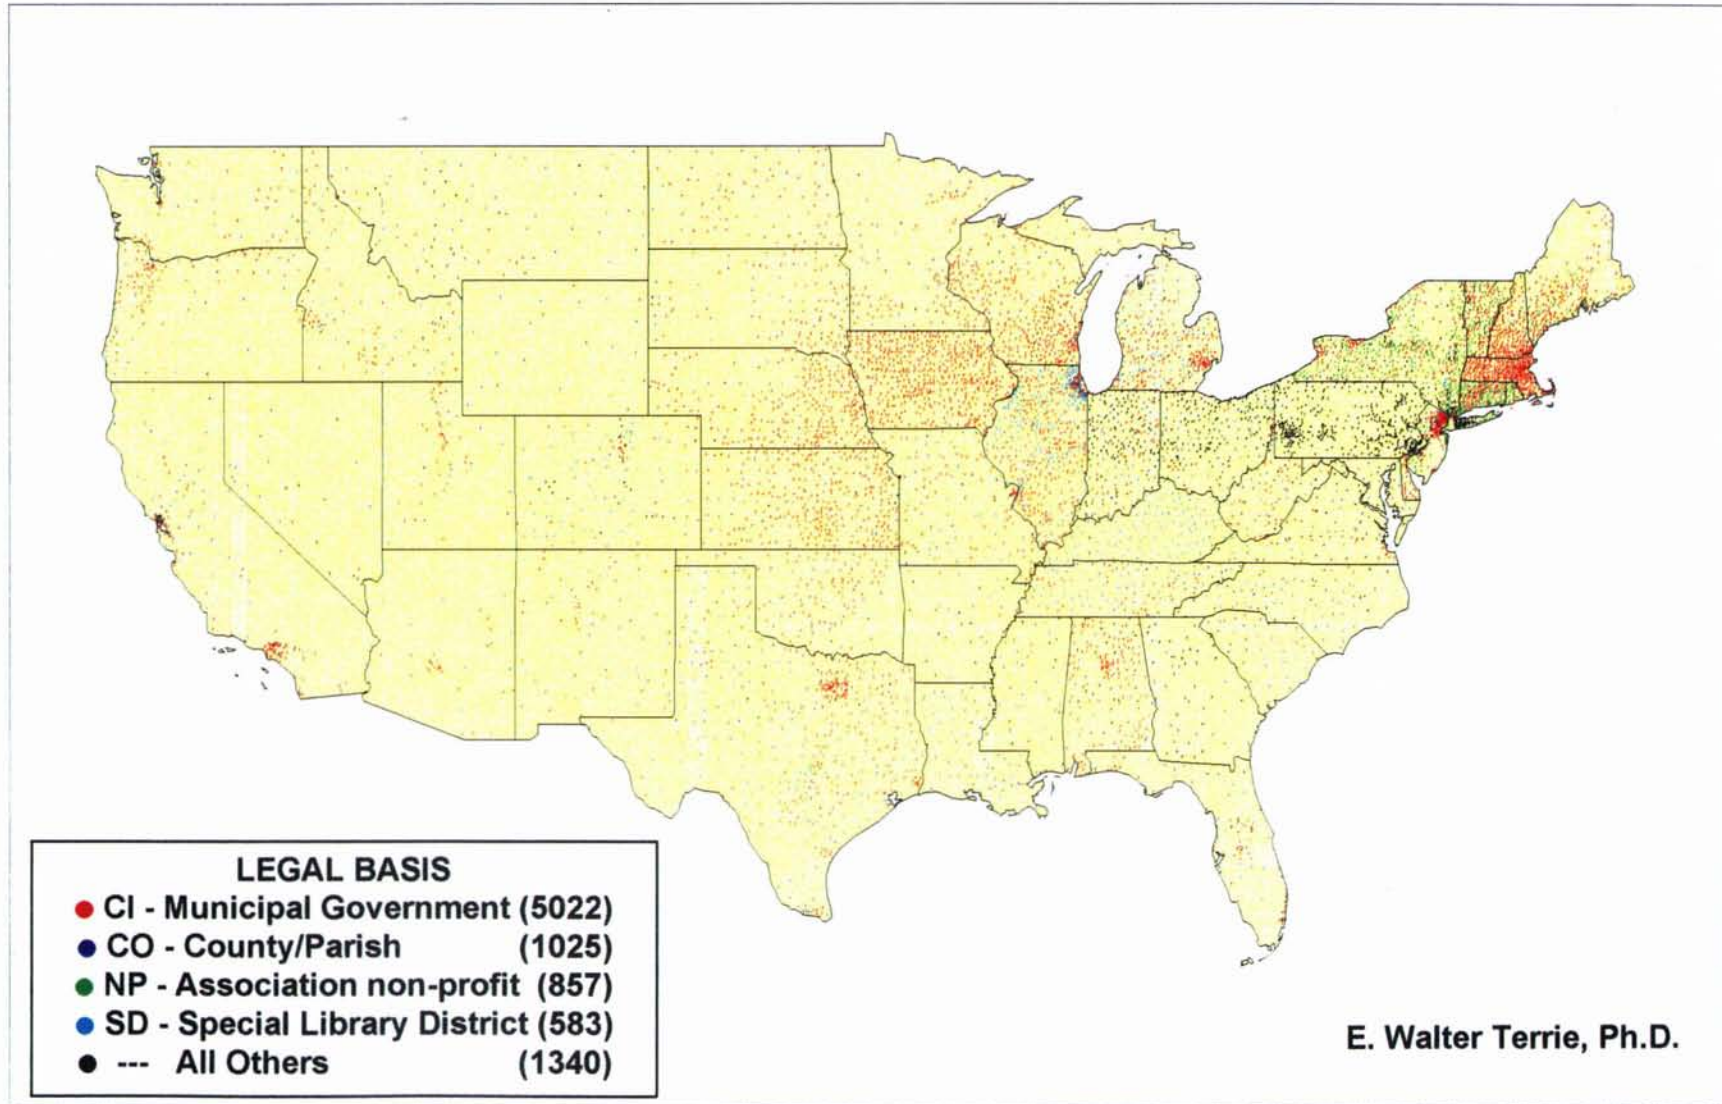 LEGAL BASIS
CI - Municipal Government (5022)
CO - County/Parish (1025)
NP - Association non-profit (857)
SD - Special Library District (583)
--- All Others (1340)
E. Walter Terrie, Ph.D.